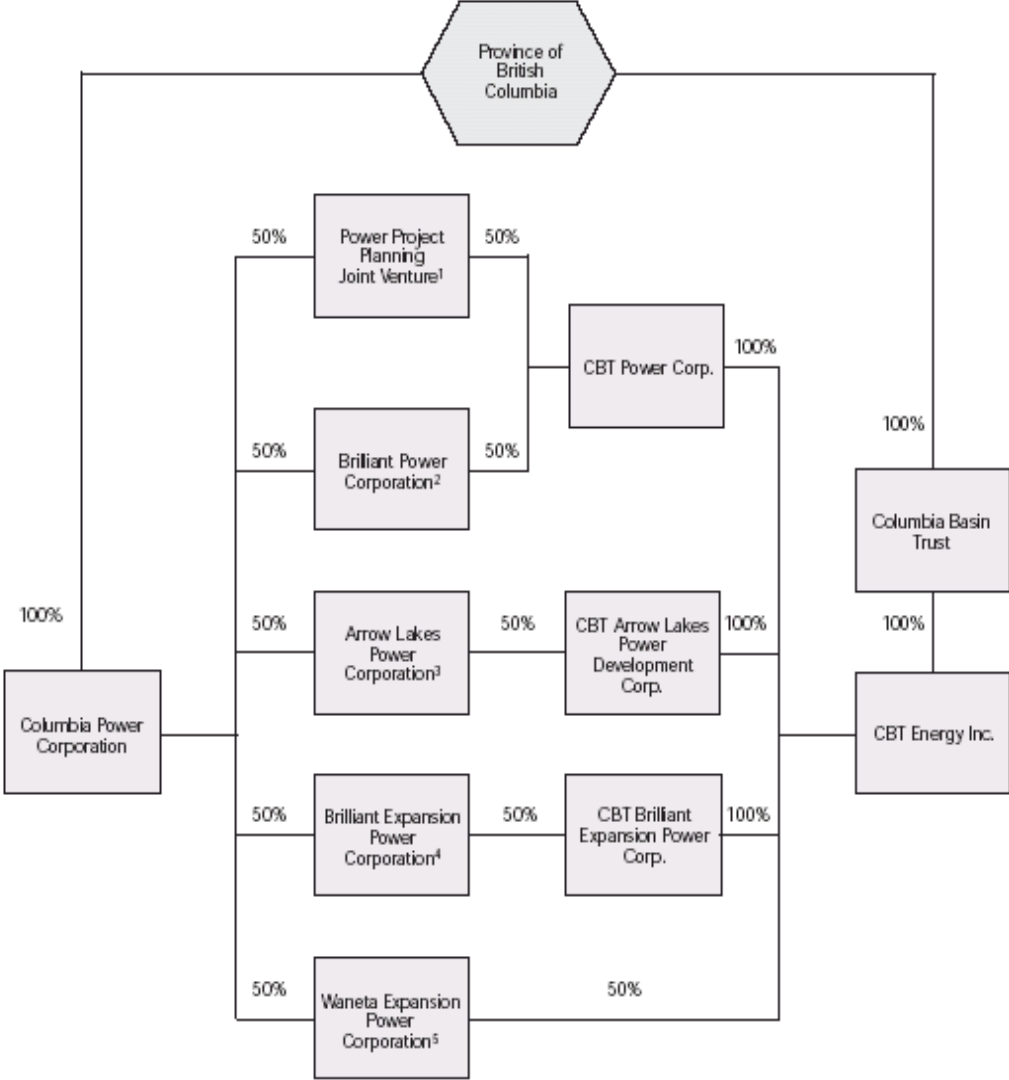 Province of
British
Columbia
50%
Power Project
Planning
Joint Venture¹
50%
CBT Power Corp.
100%
100%
50%
Brilliant Power
Corporation²
50%
Columbia Basin
Trust
100%
50%
Arrow Lakes
Power
Corporation³
50%
CBT Arrow Lakes
Power
Development
Corp.
100%
100%
Columbia Power
Corporation
CBT Energy Inc.
50%
Brilliant Expansion
Power
Corporation⁴
50%
CBT Brilliant
Expansion Power
Corp.
100%
50%
Waneta Expansion
Power
Corporation⁵
50%